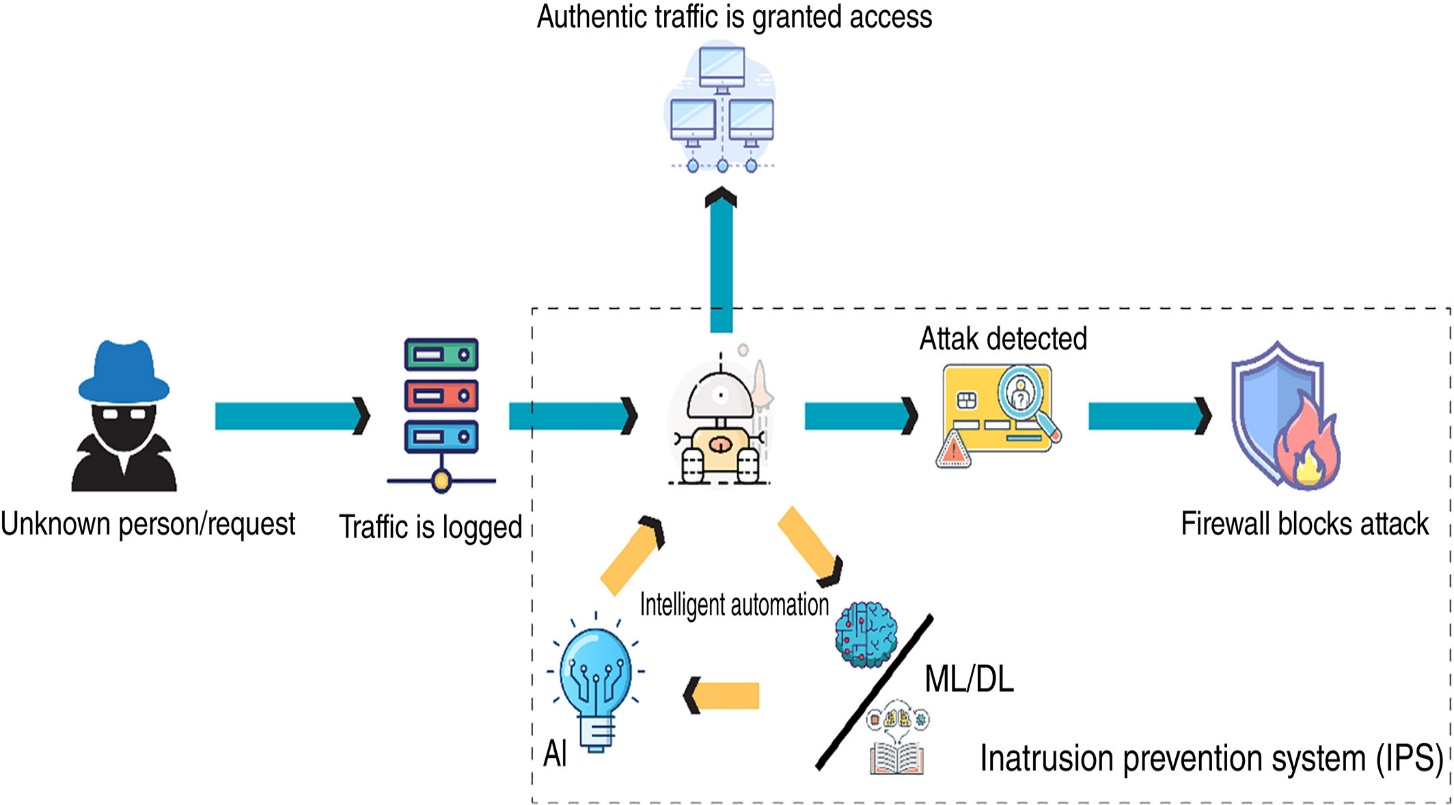 Authentic traffic is granted access
Attak detected
Unknown person/request
Traffic is logged
Firewall blocks attack
Intelligent automation
ML/DL
AI
Inatrusion prevention system (IPS)